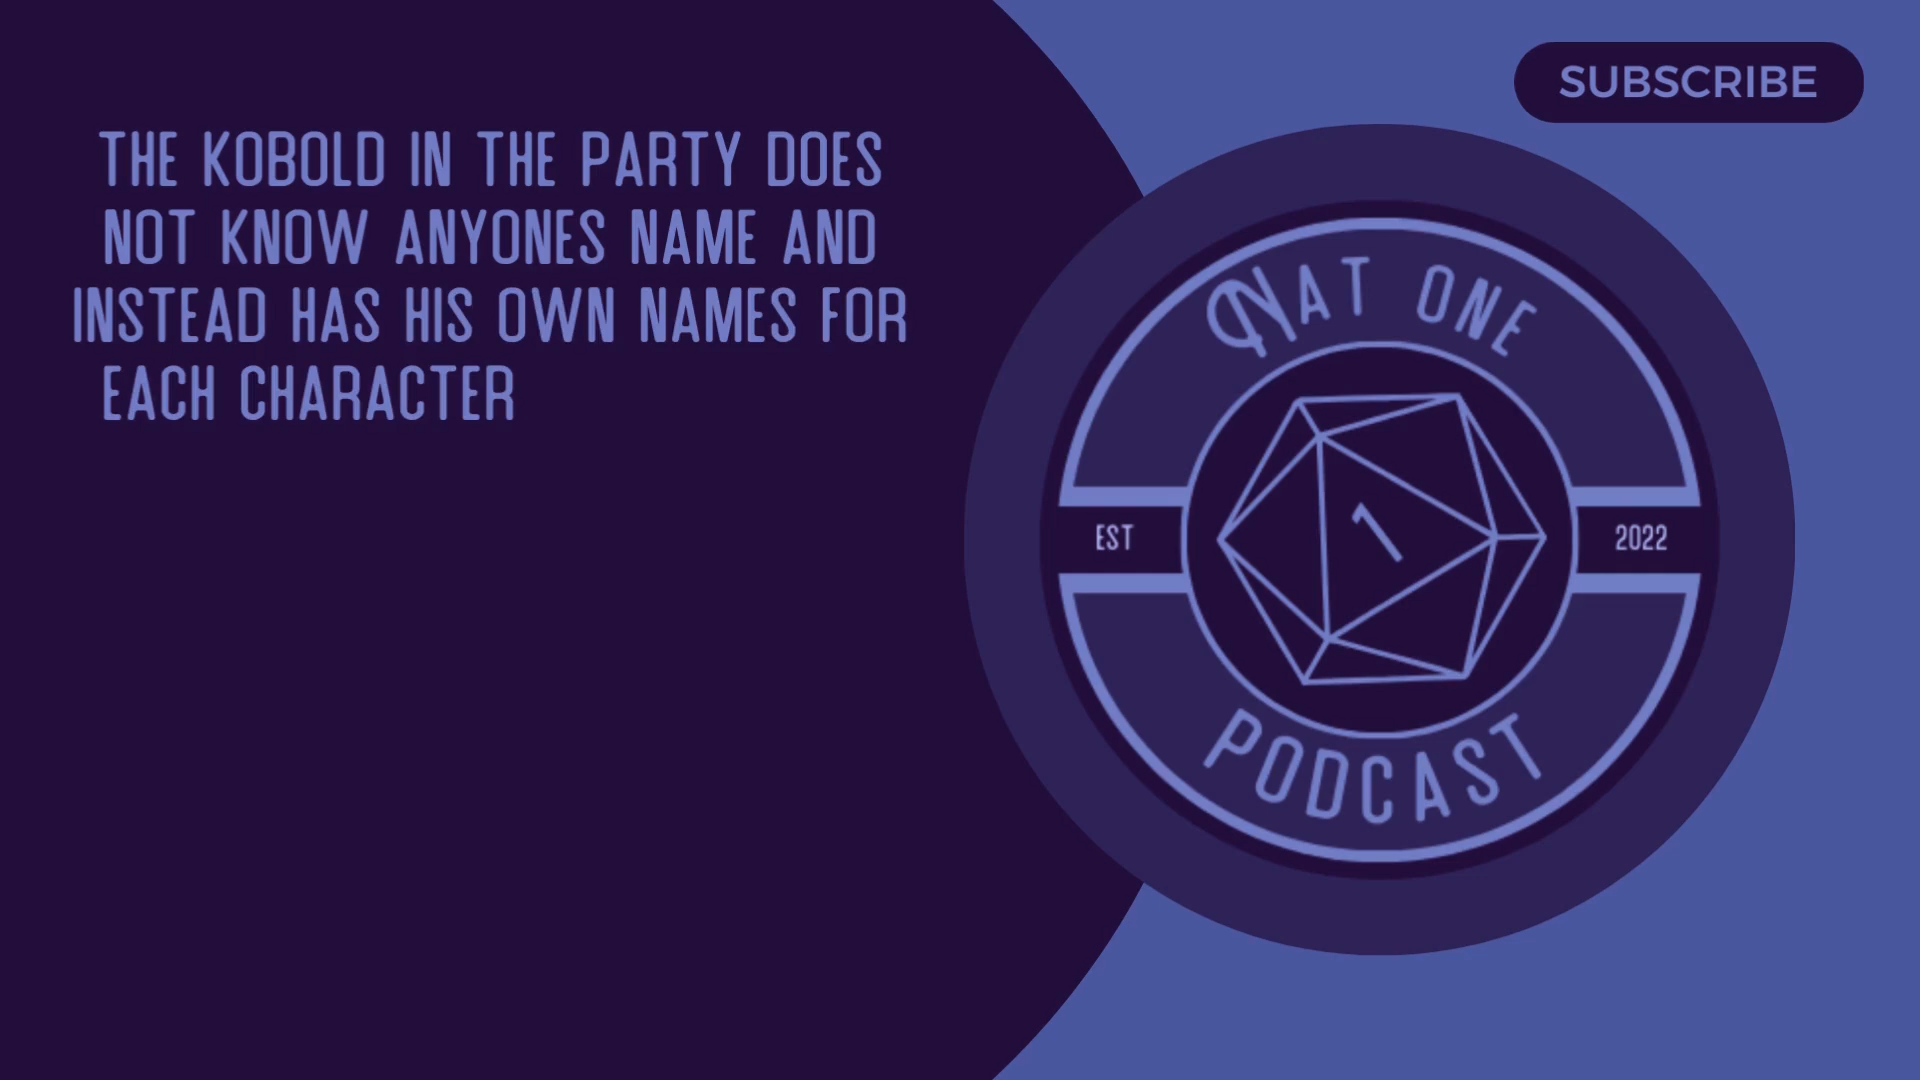 THE KOBOLD IN THE PARTY DOES
NOT KNOW ANYONES NAME AND
INSTEAD HAS HIS OWN NAMES FOR
EACH CHARACTER
SUBSCRIBE
NAT ONE
1
EST
2022
PODCAST